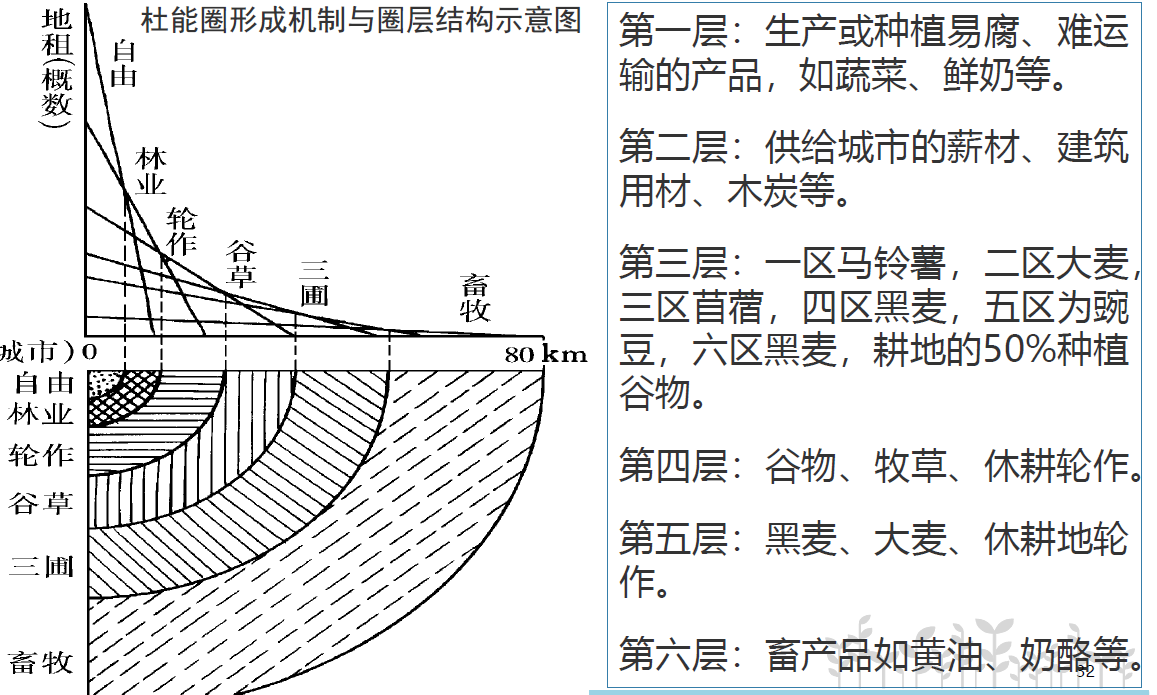 杜能圈形成机制与圈层结构示意图
地租(概数)
自由
林业
轮作
谷草
三圃
畜牧
城市）0
80 km
自由
林业
轮作
谷草
三圃
畜牧
第一层：生产或种植易腐、难运
输的产品，如蔬菜、鲜奶等。
第二层：供给城市的薪材、建筑
用材、木炭等。
第三层：一区马铃薯，二区大麦，
三区苜蓿，四区黑麦，五区为豌
豆，六区黑麦，耕地的50%种植
谷物。
第四层：谷物、牧草、休耕轮作。
第五层：黑麦、大麦、休耕地轮
作。
第六层：畜产品如黄油、奶酪等。
32